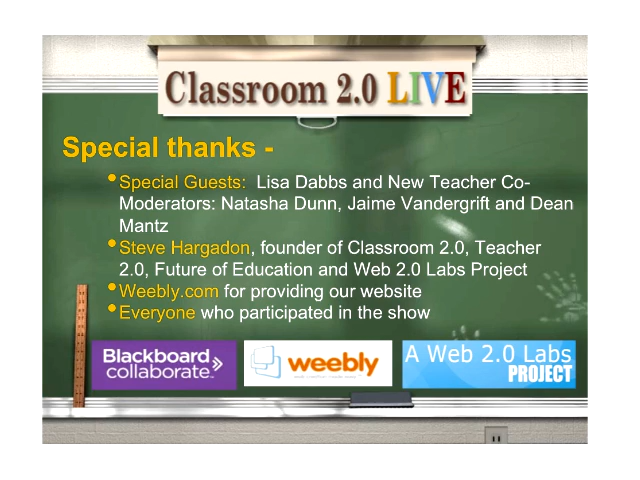 Classroom 2.0 LIVE
Special thanks -
•Special Guests:  Lisa Dabbs and New Teacher Co-
Moderators: Natasha Dunn, Jaime Vandergrift and Dean
Mantz
•Steve Hargadon, founder of Classroom 2.0, Teacher
2.0, Future of Education and Web 2.0 Labs Project
•Weebly.com for providing our website
•Everyone who participated in the show
Blackboard
collaborate™
weebly
A Web 2.0 Labs
PROJECT